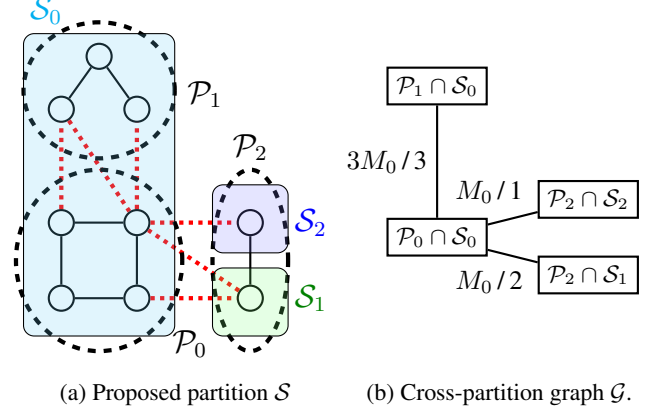 𝒮₀
𝒫₁
𝒫₂
𝒮₂
𝒮₁
𝒫₀
(a) Proposed partition 𝒮
𝒫₁ ∩ 𝒮₀
3M₀/3
M₀/1
𝒫₂ ∩ 𝒮₂
𝒫₀ ∩ 𝒮₀
M₀/2
𝒫₂ ∩ 𝒮₁
(b) Cross-partition graph 𝒢.